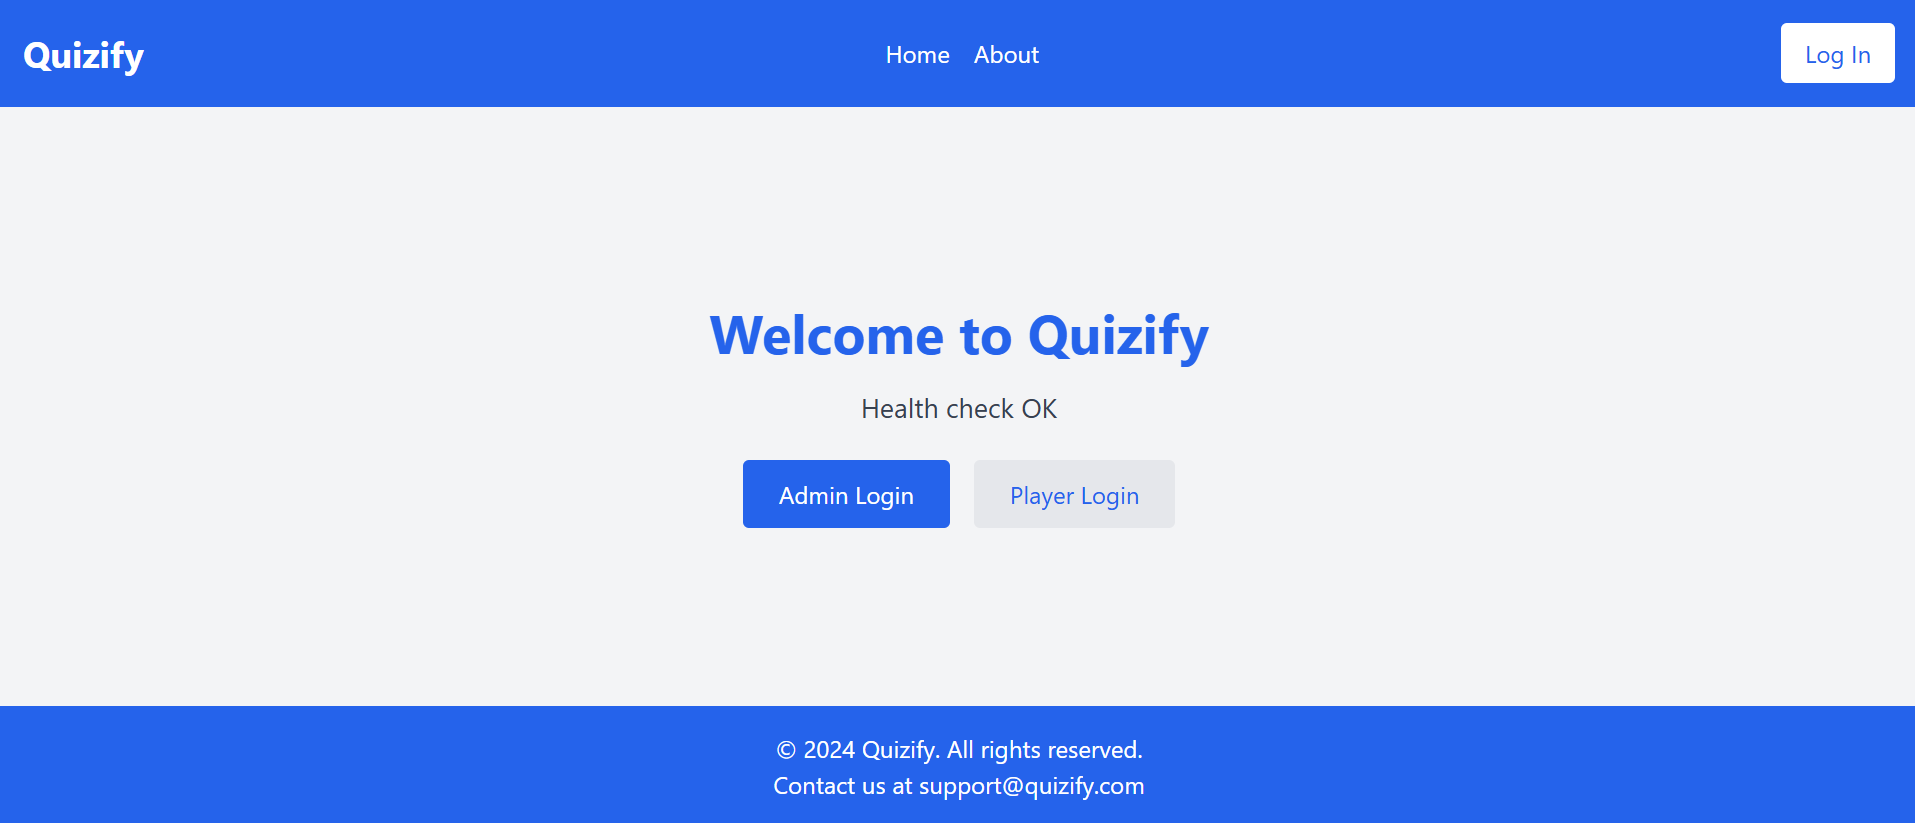 Quizify
Home About
Log In
Welcome to Quizify
Health check OK
Admin Login
Player Login
© 2024 Quizify. All rights reserved.
Contact us at support@quizify.com